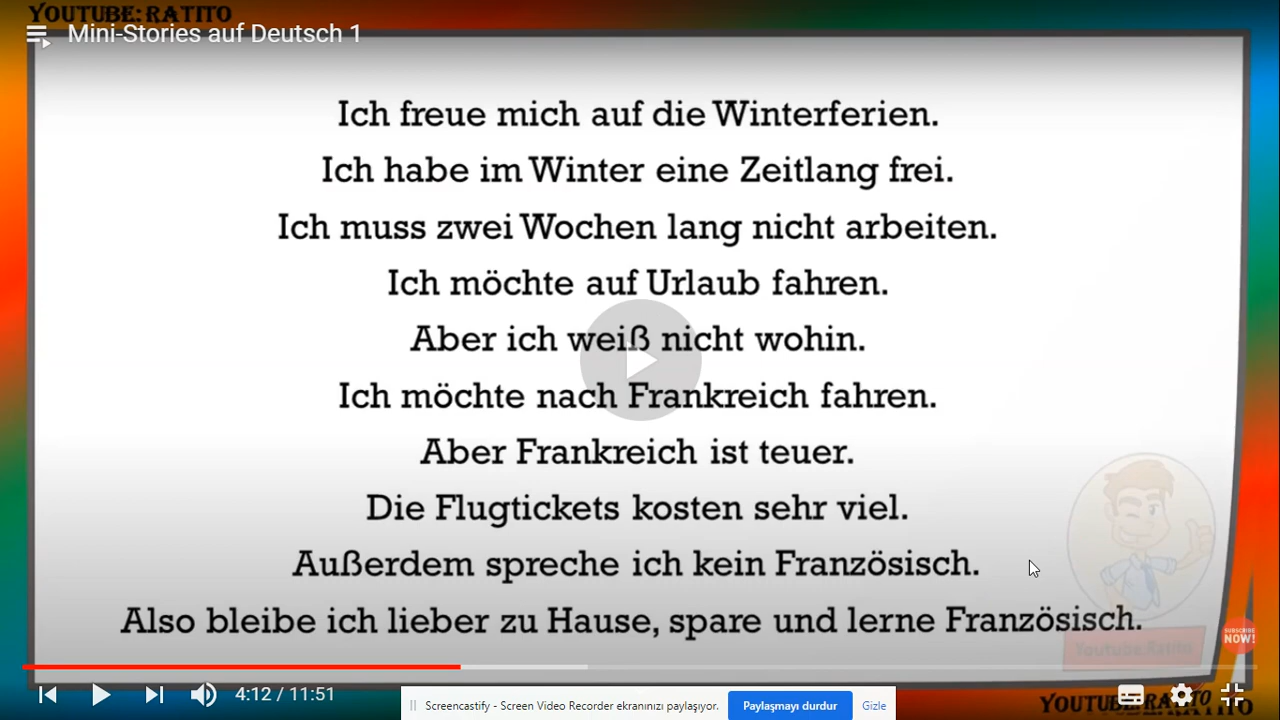 YOUTUBE: RATITO
Mini-Stories auf Deutsch 1
Ich freue mich auf die Winterferien.
Ich habe im Winter eine Zeitlang frei.
Ich muss zwei Wochen lang nicht arbeiten.
Ich möchte auf Urlaub fahren.
Aber ich weiß nicht wohin.
Ich möchte nach Frankreich fahren.
Aber Frankreich ist teuer.
Die Flugtickets kosten sehr viel.
Außerdem spreche ich kein Französisch.
Also bleibe ich lieber zu Hause, spare und lerne Französisch.
SUBSCRIBE
NOW!
Youtube Ratito
4:12 / 11:51
Screencastify - Screen Video Recorder ekranınızı paylaşıyor.
Paylaşmayı durdur
Gizle
YOUTUBE: RATITO